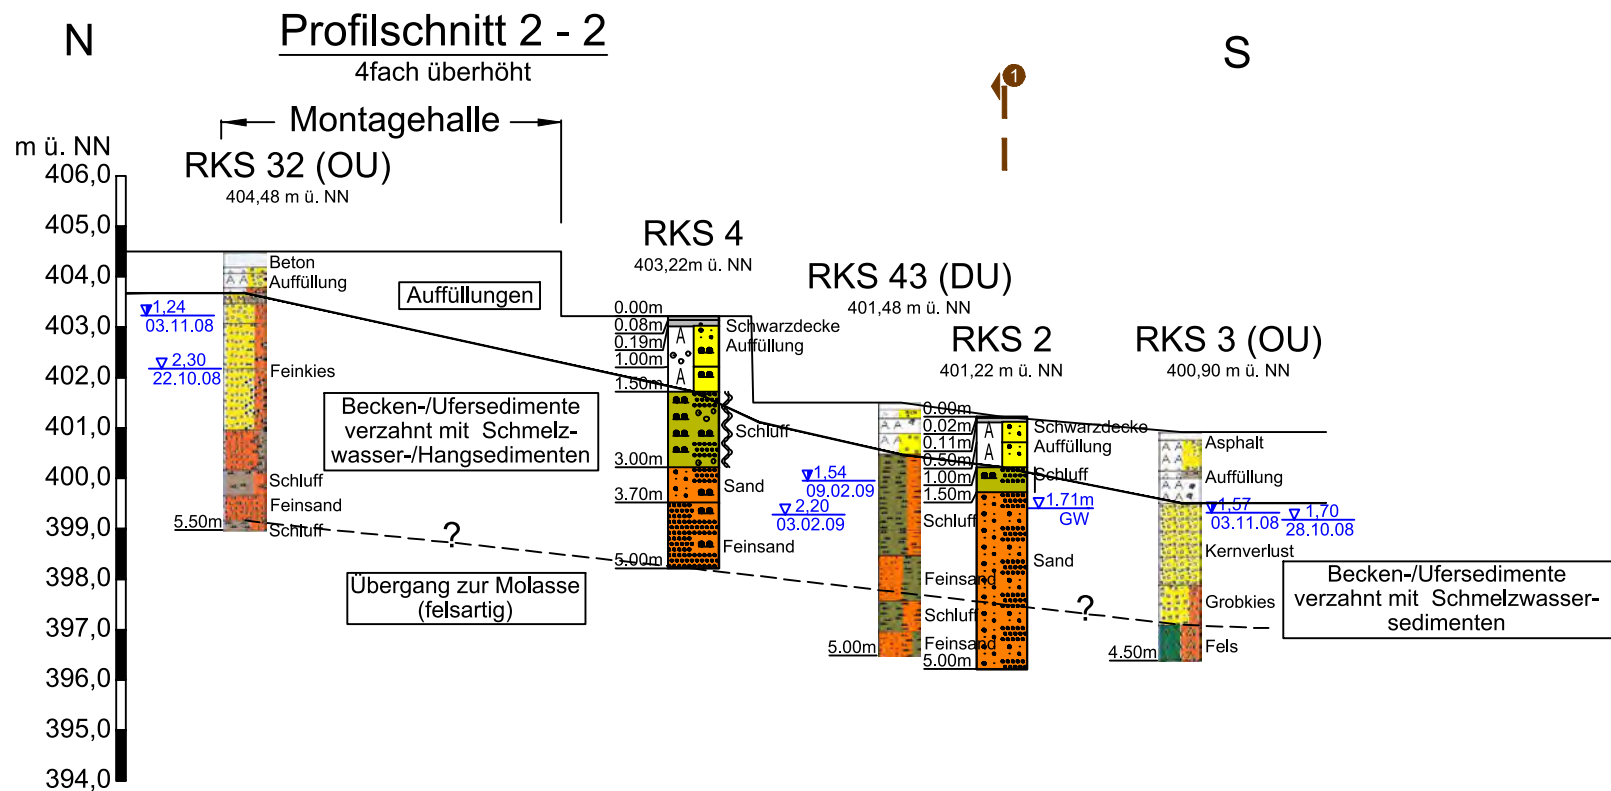 N
Profilschnitt 2 - 2
4fach überhöht
S
1
Montagehalle
m ü. NN
406,0
405,0
404,0
403,0
402,0
401,0
400,0
399,0
398,0
397,0
396,0
395,0
394,0
RKS 32 (OU)
404,48 m ü. NN
Beton
Auffüllung
Feinkies
Schluff
Feinsand
Schluff
5.50m
1,24
03.11.08
2,30
22.10.08
Auffüllungen
Becken-/Ufersedimente
verzahnt mit Schmelz-
wasser-/Hangsedimenten
?
Übergang zur Molasse
(felsartig)
RKS 4
403,22m ü. NN
0.00m
0.08m
0.19m
1.00m
1.50m
3.00m
3.70m
5.00m
A
A
Schwarzdecke
Auffüllung
Schluff
Sand
Feinsand
RKS 43 (DU)
401,48 m ü. NN
1,54
09.02.09
2,20
03.02.09
Schluff
Feinsand
Schluff
Feinsand
5.00m
RKS 2
401,22 m ü. NN
0.00m
0.02m
0.11m
0.50m
1.00m
1.50m
5.00m
A
A
Schwarzdecke
Auffüllung
Schluff
1.71m
GW
Sand
?
RKS 3 (OU)
400,90 m ü. NN
Asphalt
Auffüllung
1,57
03.11.08
1,70
28.10.08
Kernverlust
Grobkies
Fels
4.50m
Becken-/Ufersedimente
verzahnt mit Schmelzwasser-
sedimenten